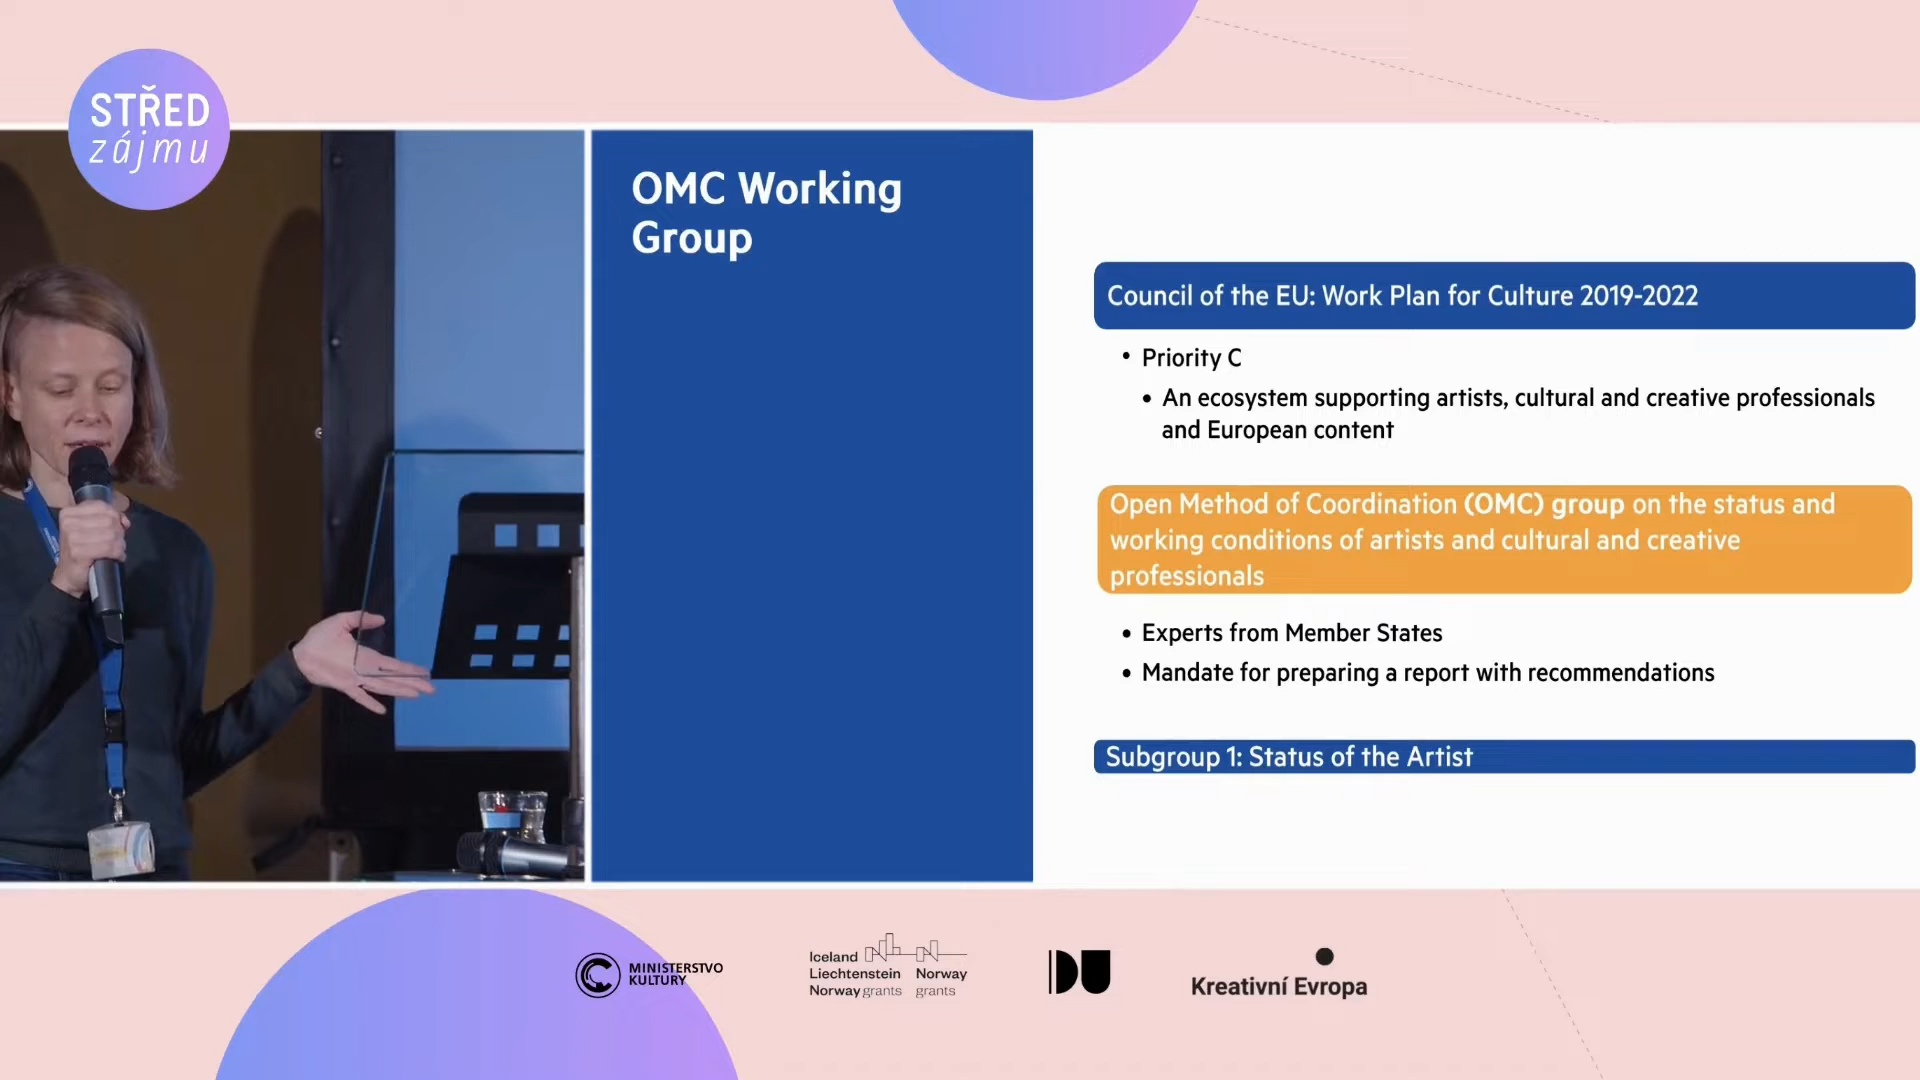 STŘED
zájmu
OMC Working
Group
Council of the EU: Work Plan for Culture 2019-2022
• Priority C
• An ecosystem supporting artists, cultural and creative professionals
and European content
Open Method of Coordination (OMC) group on the status and
working conditions of artists and cultural and creative
professionals
• Experts from Member States
• Mandate for preparing a report with recommendations
Subgroup 1: Status of the Artist
MINISTERSTVO
KULTURY
Iceland
Liechtenstein
Norway grants
Norway
grants
DU
Kreativní Evropa